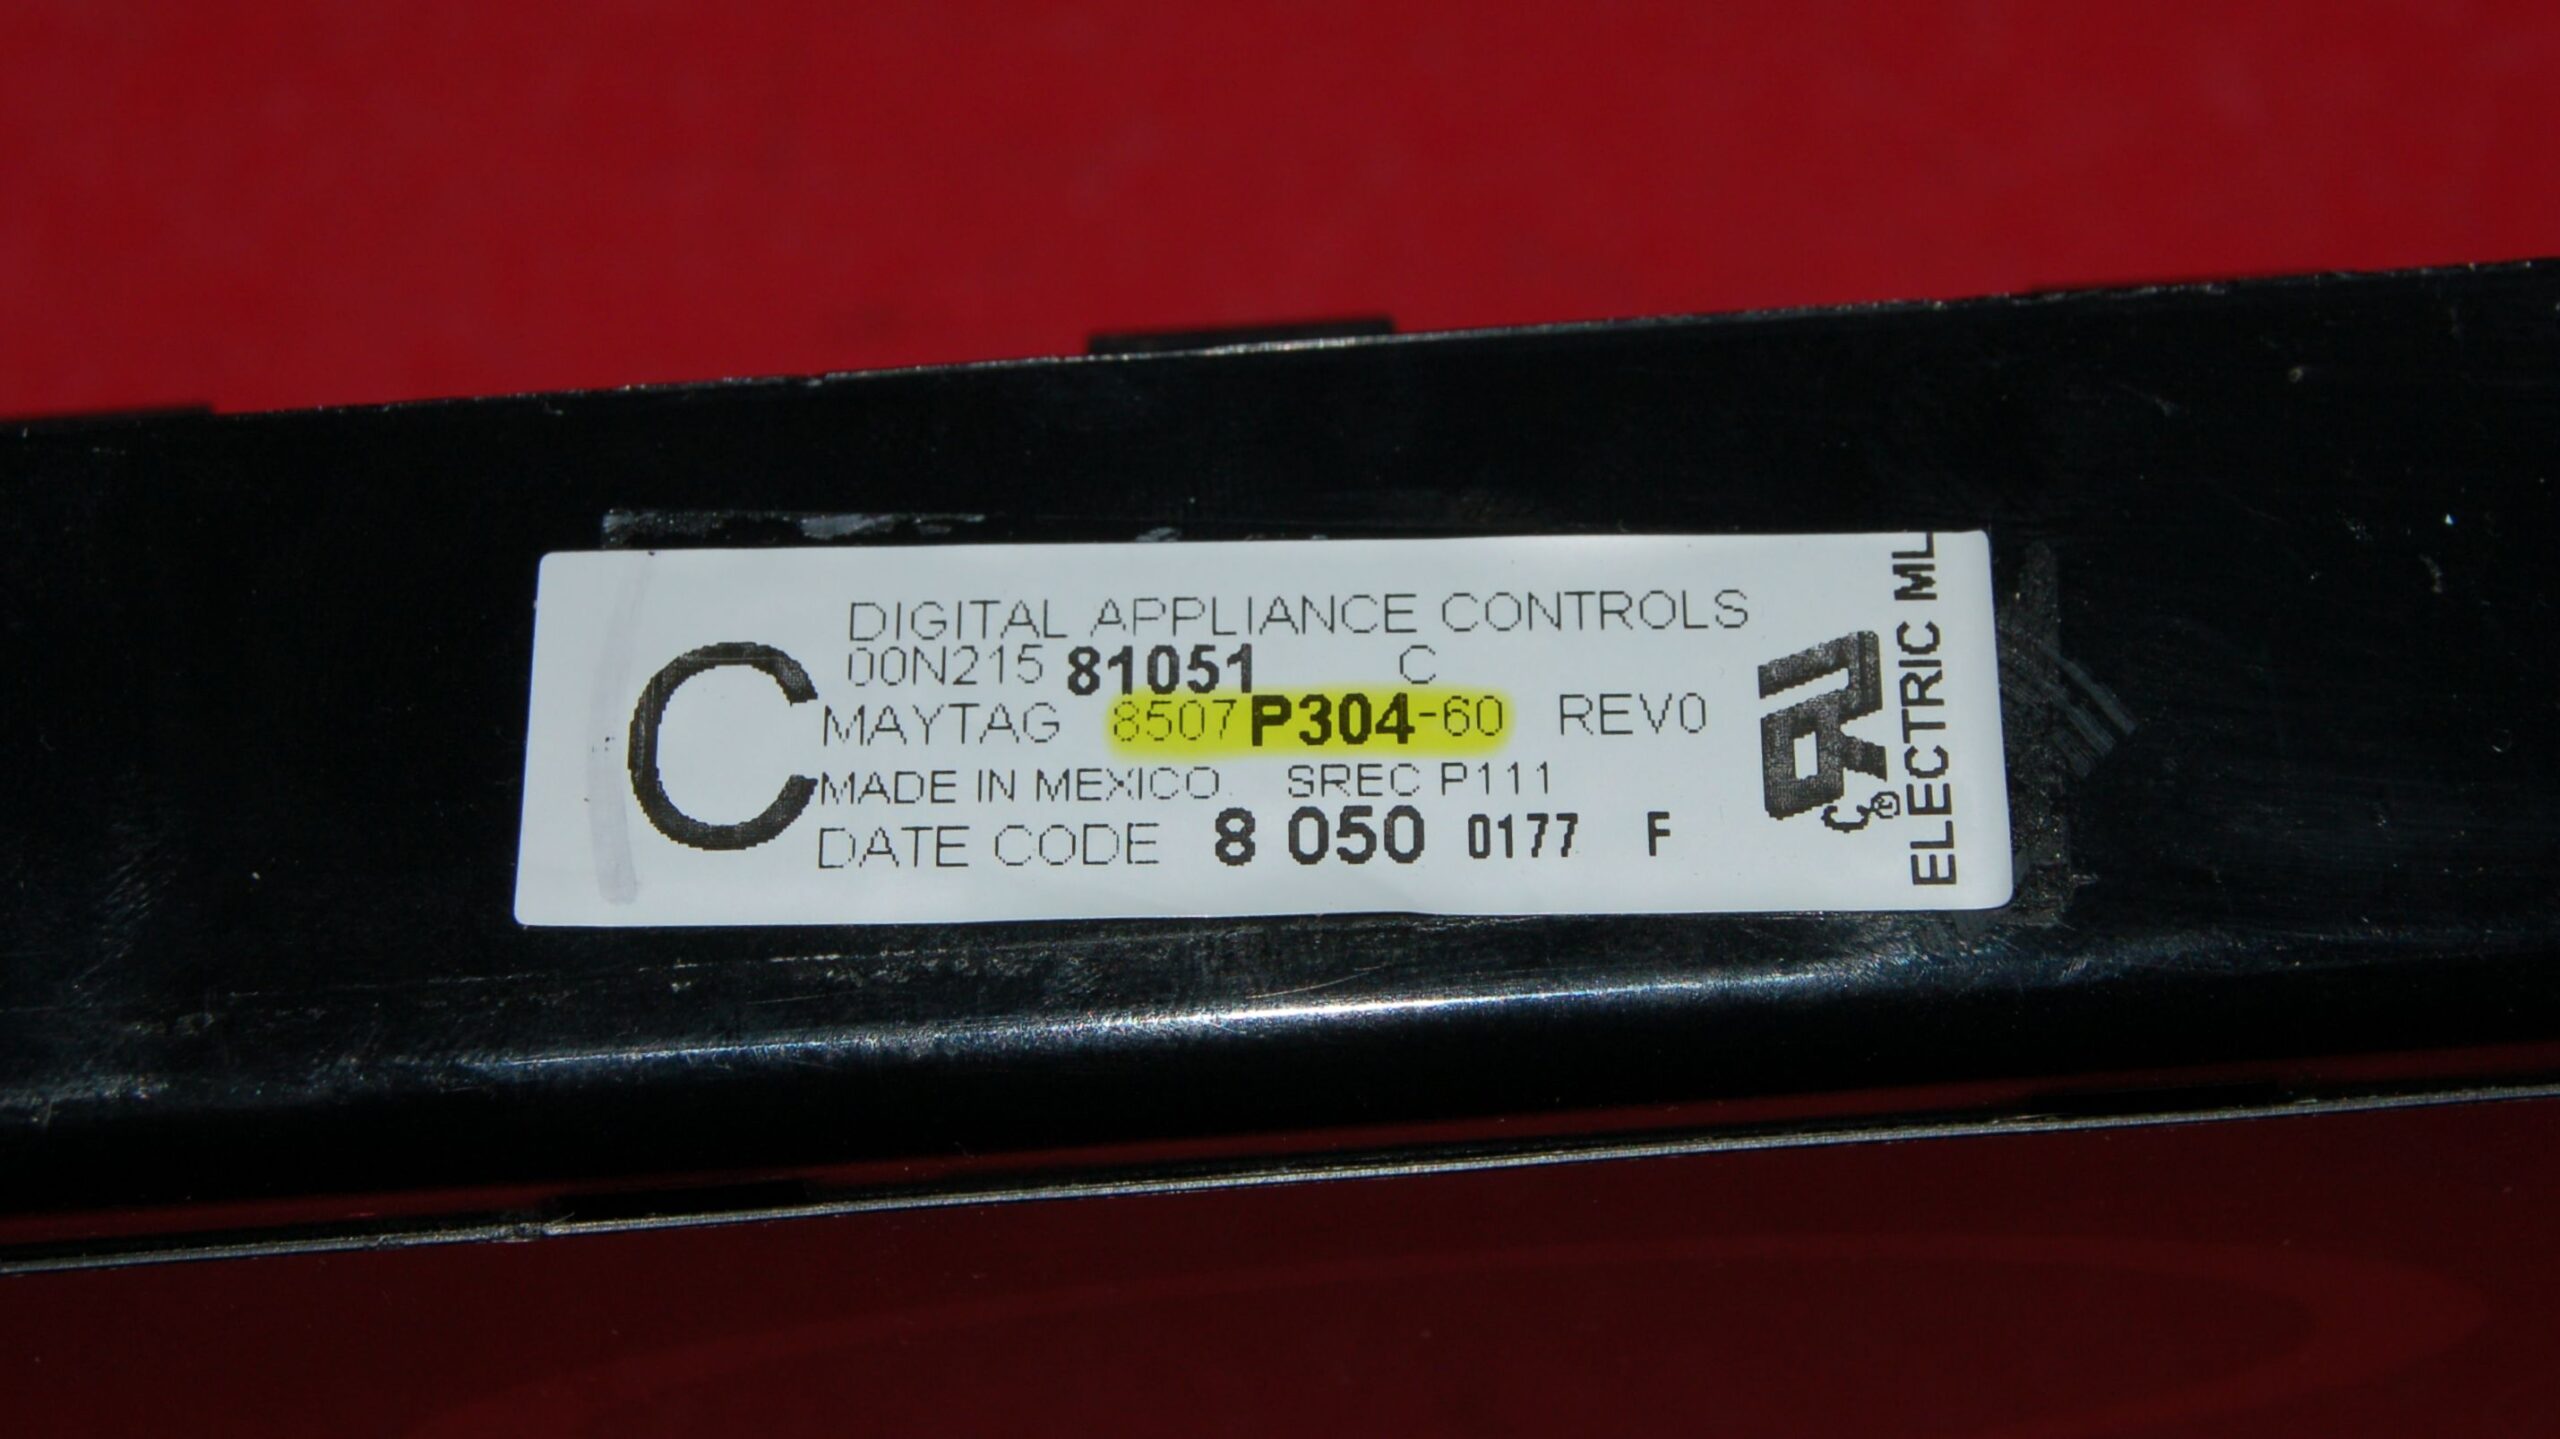 DIGITAL APPLIANCE CONTROLS
00N215 81051 C
C
MAYTAG 8507P304-60 REV0
MADE IN MEXICO. SREC P111
DATE CODE 8 050 0177 F
ELECTRIC ML